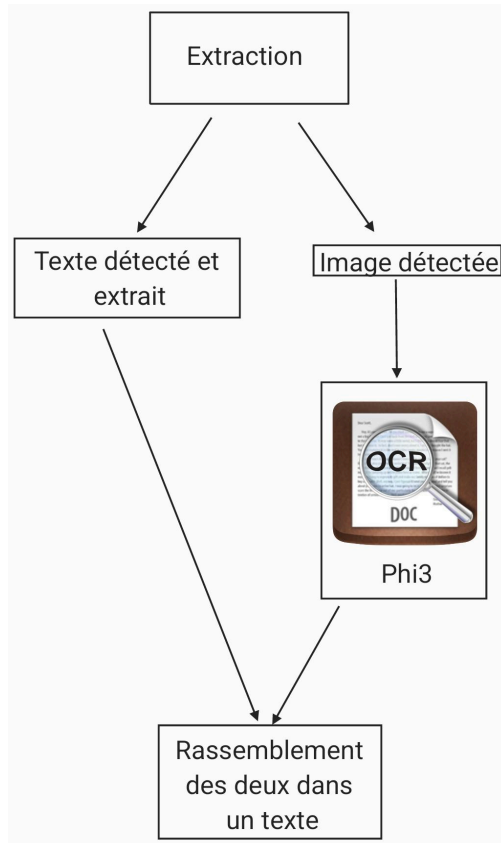 Extraction
Texte détecté et
extrait
Image détectée
OCR
DOC
Phi3
Rassemblement
des deux dans
un texte